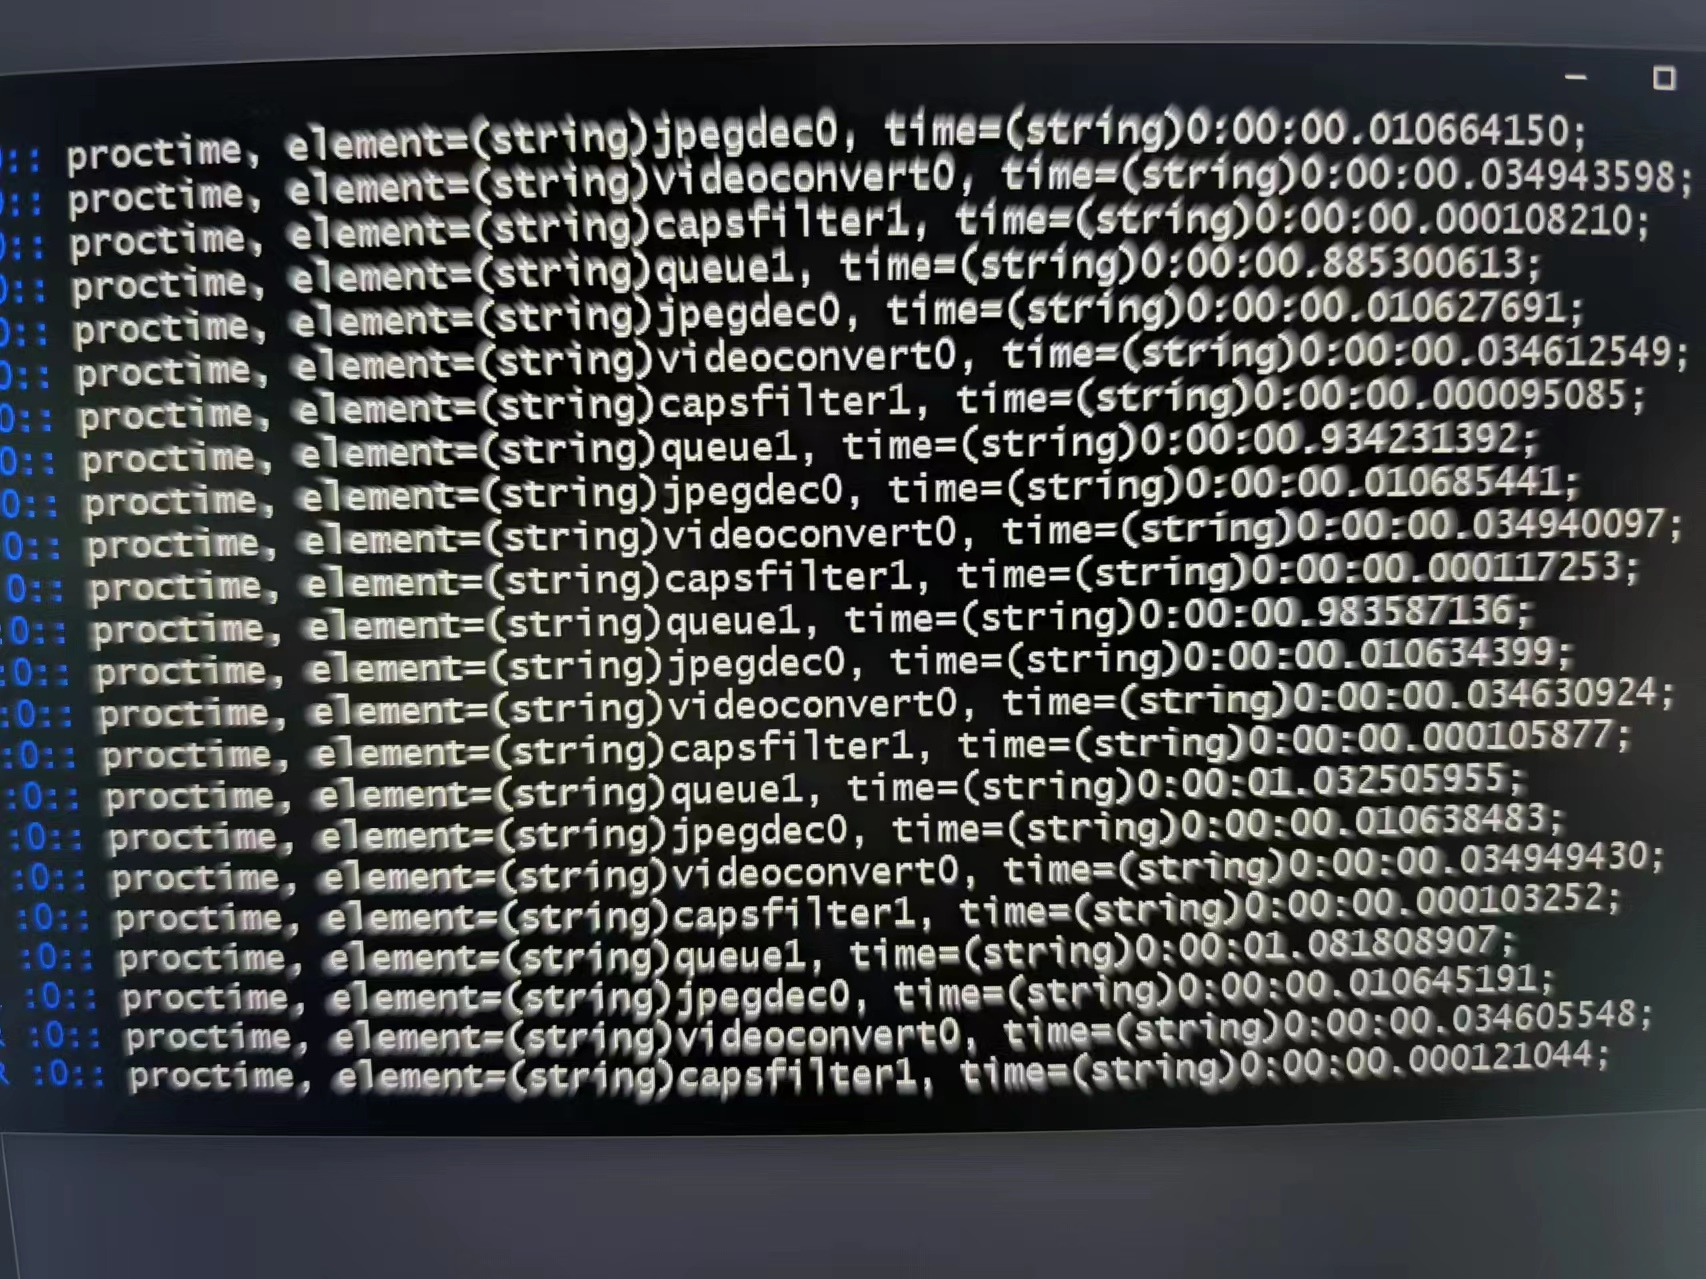 0:: proctime, element=(string)jpegdec0, time=(string)0:00:00.010664150;
0:: proctime, element=(string)videoconvert0, time=(string)0:00:00.034943598;
0:: proctime, element=(string)capsfilter1, time=(string)0:00:00.000108210;
0:: proctime, element=(string)queue1, time=(string)0:00:00.885300613;
0:: proctime, element=(string)jpegdec0, time=(string)0:00:00.010627691;
0:: proctime, element=(string)videoconvert0, time=(string)0:00:00.034612549;
0:: proctime, element=(string)capsfilter1, time=(string)0:00:00.000095085;
0:: proctime, element=(string)queue1, time=(string)0:00:00.934231392;
0:: proctime, element=(string)jpegdec0, time=(string)0:00:00.010685441;
0:: proctime, element=(string)videoconvert0, time=(string)0:00:00.034940097;
0:: proctime, element=(string)capsfilter1, time=(string)0:00:00.000117253;
:0:: proctime, element=(string)queue1, time=(string)0:00:00.983587136;
:0:: proctime, element=(string)jpegdec0, time=(string)0:00:00.010634399;
:0:: proctime, element=(string)videoconvert0, time=(string)0:00:00.034630924;
:0:: proctime, element=(string)capsfilter1, time=(string)0:00:00.000105877;
:0:: proctime, element=(string)queue1, time=(string)0:00:01.032505955;
:0:: proctime, element=(string)jpegdec0, time=(string)0:00:00.010638483;
:0:: proctime, element=(string)videoconvert0, time=(string)0:00:00.034949430;
:0:: proctime, element=(string)capsfilter1, time=(string)0:00:00.000103252;
:0:: proctime, element=(string)queue1, time=(string)0:00:01.081808907;
:0:: proctime, element=(string)jpegdec0, time=(string)0:00:00.010645191;
:0:: proctime, element=(string)videoconvert0, time=(string)0:00:00.034605548;
:0:: proctime, element=(string)capsfilter1, time=(string)0:00:00.000121044;